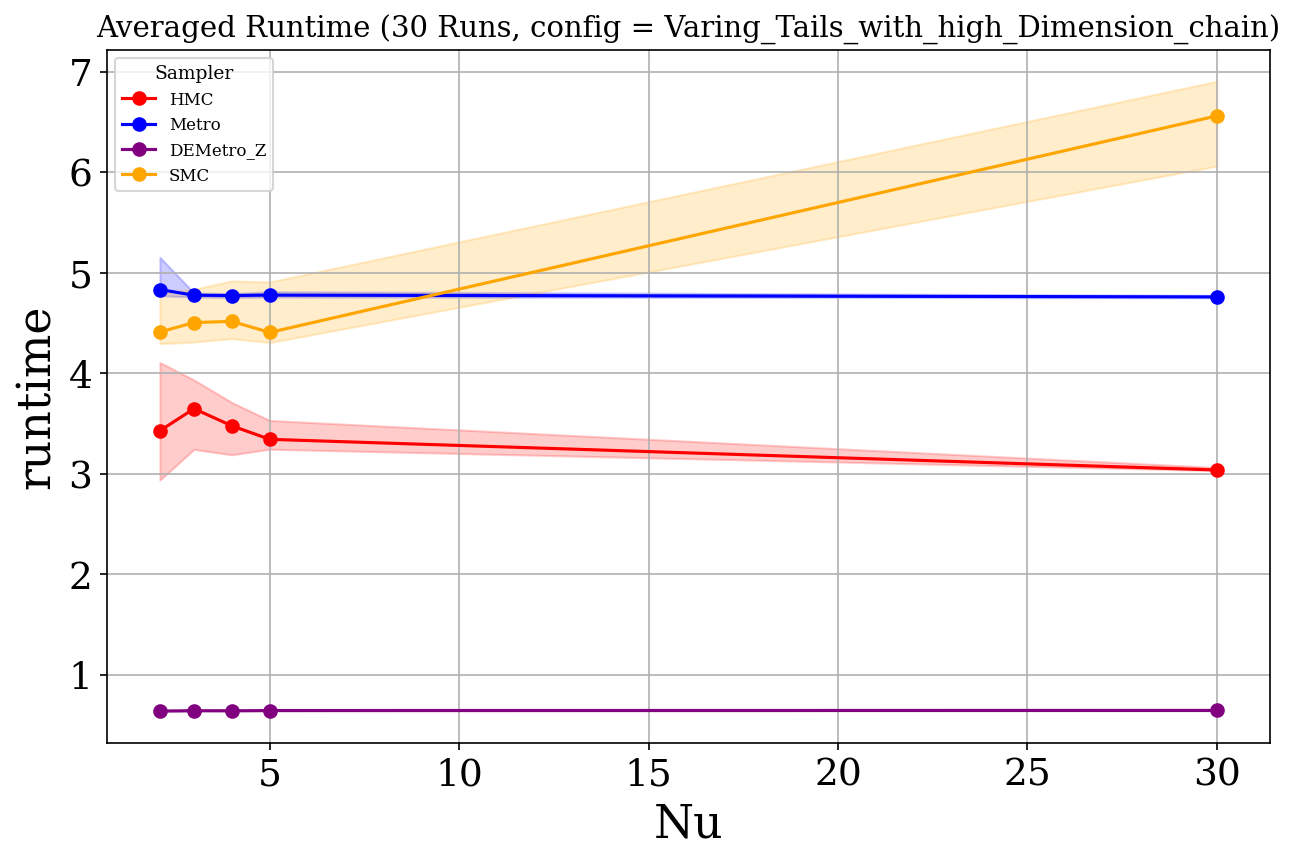 Averaged Runtime (30 Runs, config = Varing_Tails_with_high_Dimension_chain)
Sampler
HMC
Metro
DEMetro_Z
SMC
7
6
5
4
3
2
1
runtime
5 10 15 20 25 30
Nu